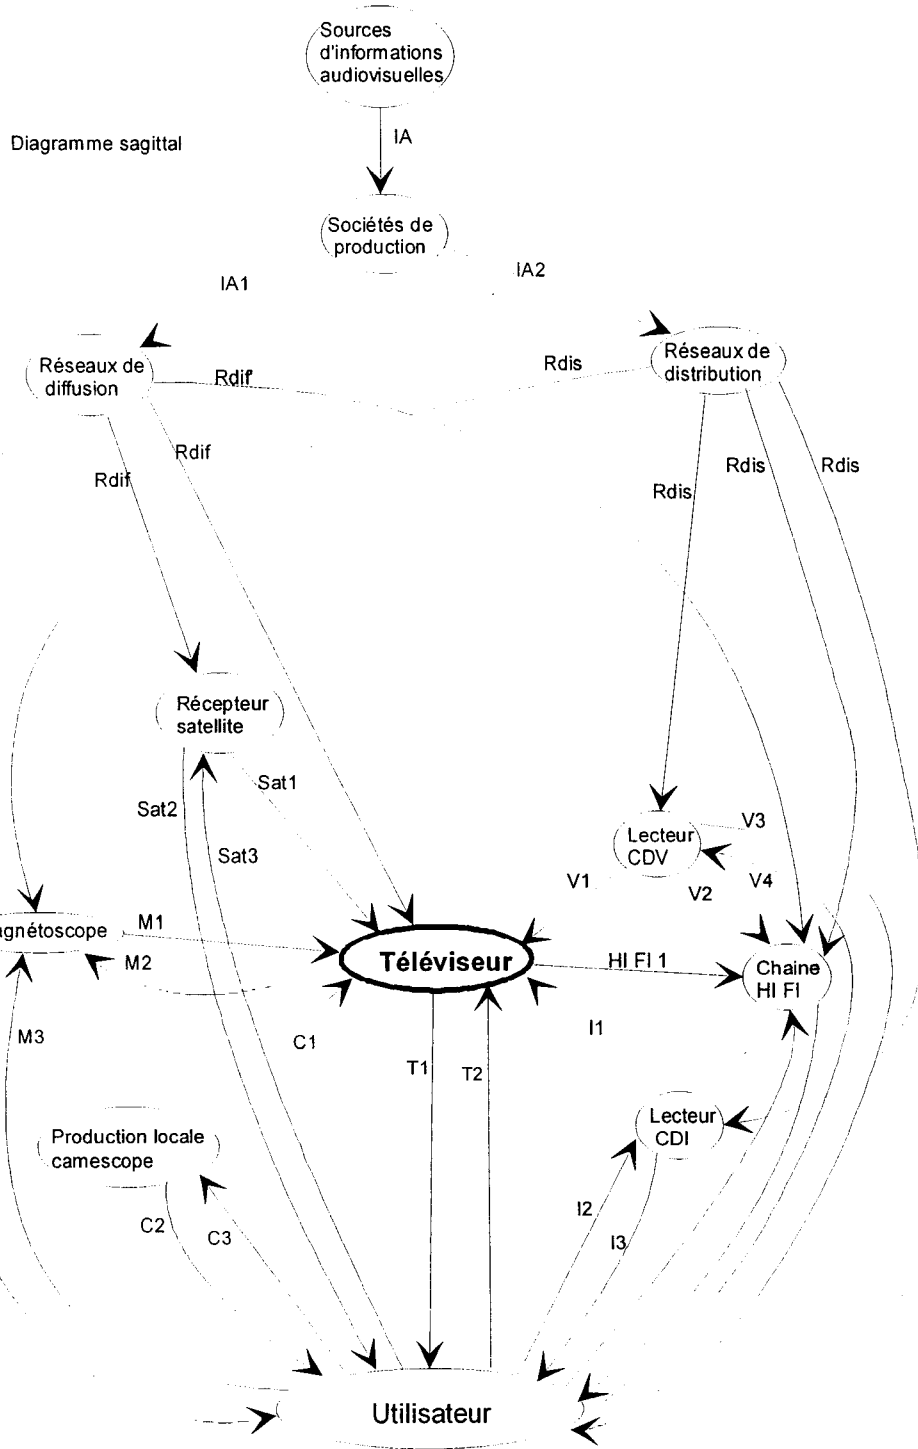 Sources
d'informations
audiovisuelles
Diagramme sagittal
IA
Sociétés de
production
IA1
IA2
Réseaux de
diffusion
Rdif
Rdis
Réseaux de
distribution
Rdif
Rdif
Rdis
Rdis
Rdis
Récepteur
satellite
Sat1
Sat2
Sat3
Lecteur
CDV
V3
V1
V2
V4
agnétoscope
M1
M2
Téléviseur
HI FI 1
Chaine
HI FI
M3
C1
T1
T2
I1
Production locale
camescope
Lecteur
CDI
C2
C3
I2
I3
Utilisateur